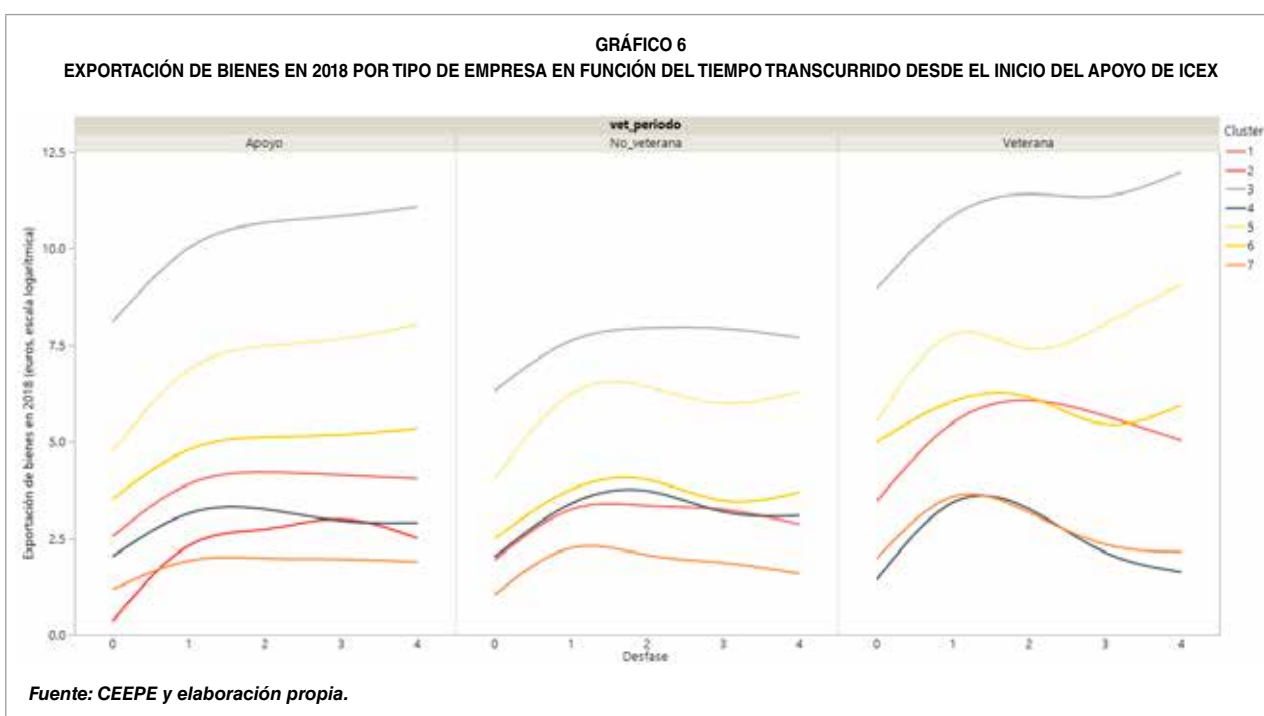 GRÁFICO 6
EXPORTACIÓN DE BIENES EN 2018 POR TIPO DE EMPRESA EN FUNCIÓN DEL TIEMPO TRANSCURRIDO DESDE EL INICIO DEL APOYO DE ICEX
vet_periodo
Apoyo No_veterana Veterana
Cluster
1
2
3
4
5
6
7
Exportación de bienes en 2018 (euros, escala logarítmica)
12.5
10.0
7.5
5.0
2.5
0.0
0 1 2 3 4 0 1 2 3 4 0 1 2 3 4
Desfase
Fuente: CEEPE y elaboración propia.